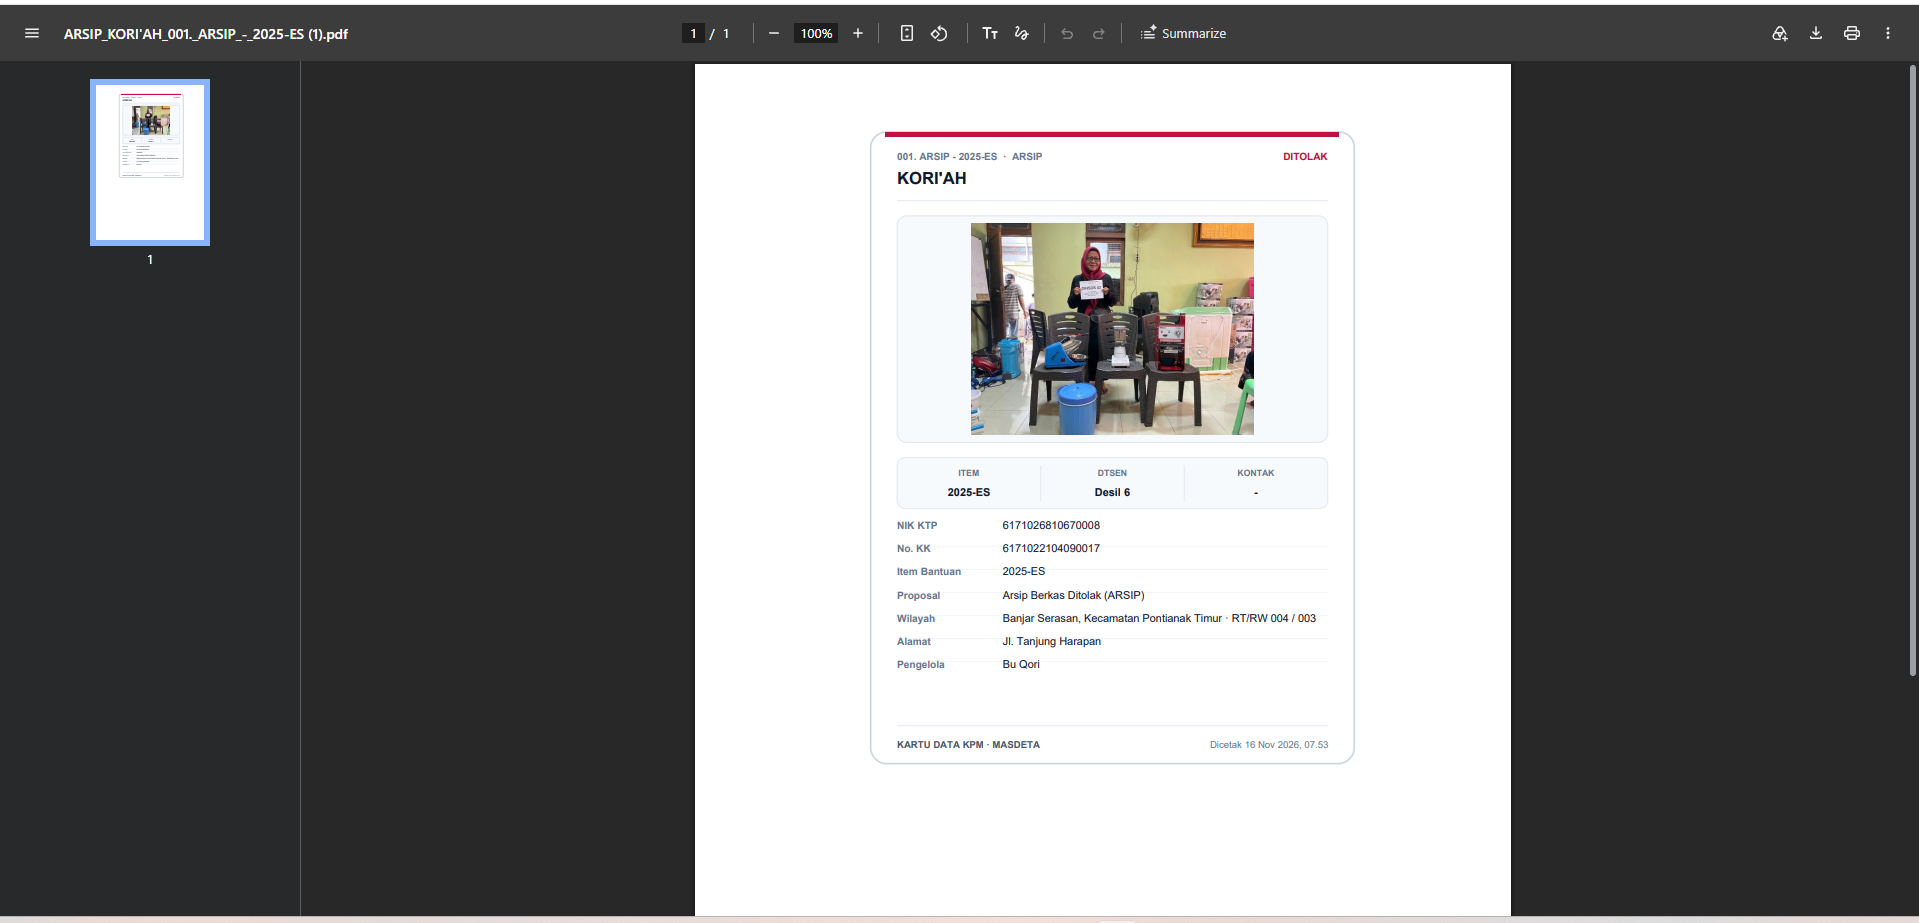 ARSIP_KORI'AH_001._ARSIP_-_2025-ES (1).pdf
1 / 1
100%
Summarize
1
001. ARSIP - 2025-ES · ARSIP
DITOLAK
KORI'AH
ITEM
2025-ES
DTSEN
Desil 6
KONTAK
-
NIK KTP 6171026810670008
No. KK 6171022104090017
Item Bantuan 2025-ES
Proposal Arsip Berkas Ditolak (ARSIP)
Wilayah Banjar Serasan, Kecamatan Pontianak Timur · RT/RW 004 / 003
Alamat Jl. Tanjung Harapan
Pengelola Bu Qori
KARTU DATA KPM · MASDETA
Dicetak 16 Nov 2026, 07.53